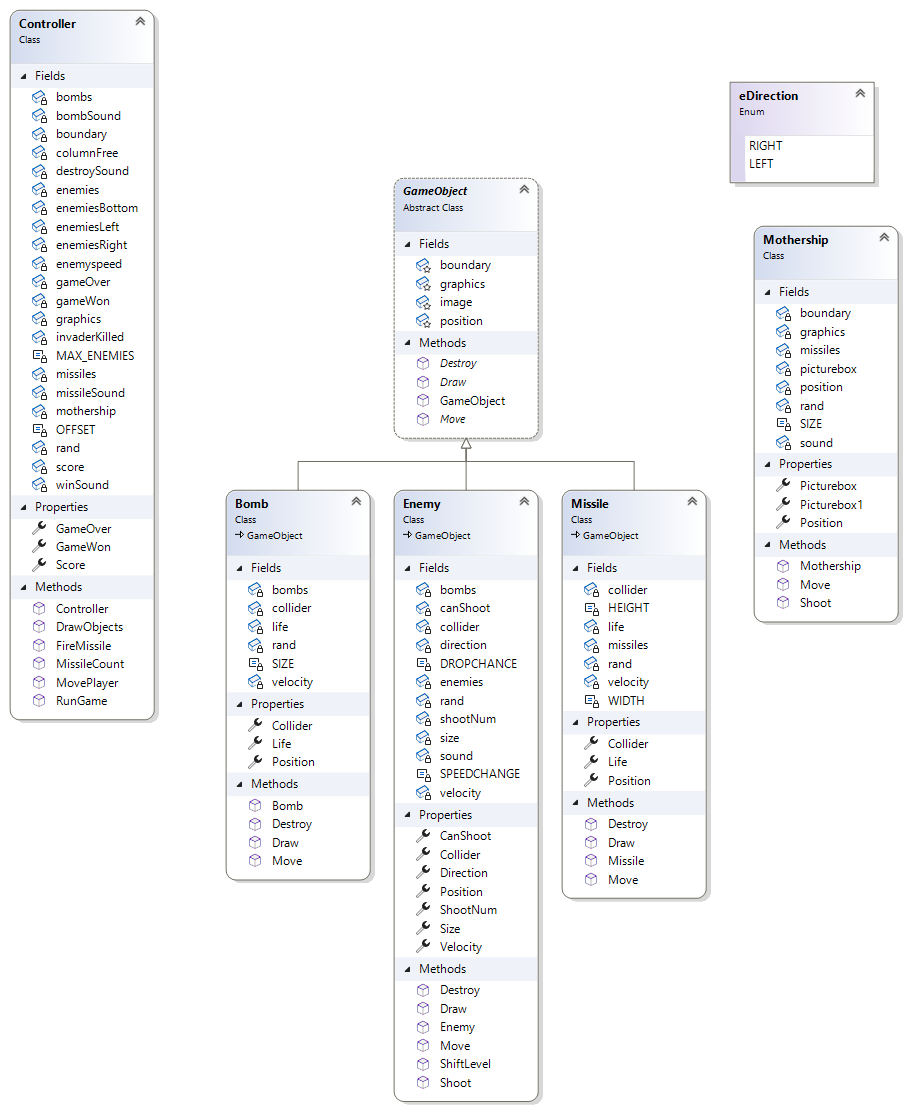 Controller
Class
Fields
bombs
bombSound
boundary
columnFree
destroySound
enemies
enemiesBottom
enemiesLeft
enemiesRight
enemyspeed
gameOver
gameWon
graphics
invaderKilled
MAX_ENEMIES
missiles
missileSound
mothership
OFFSET
rand
score
winSound
Properties
GameOver
GameWon
Score
Methods
Controller
DrawObjects
FireMissile
MissileCount
MovePlayer
RunGame
GameObject
Abstract Class
Fields
boundary
graphics
image
position
Methods
Destroy
Draw
GameObject
Move
Bomb
Class
GameObject
Fields
bombs
collider
life
rand
SIZE
velocity
Properties
Collider
Life
Position
Methods
Bomb
Destroy
Draw
Move
Enemy
Class
GameObject
Fields
bombs
canShoot
collider
direction
DROPCHANCE
enemies
rand
shootNum
size
sound
SPEEDCHANGE
velocity
Properties
CanShoot
Collider
Direction
Position
ShootNum
Size
Velocity
Methods
Destroy
Draw
Enemy
Move
ShiftLevel
Shoot
Missile
Class
GameObject
Fields
collider
HEIGHT
life
missiles
rand
velocity
WIDTH
Properties
Collider
Life
Position
Methods
Destroy
Draw
Missile
Move
eDirection
Enum
RIGHT
LEFT
Mothership
Class
Fields
boundary
graphics
missiles
picturebox
position
rand
SIZE
sound
Properties
Picturebox
Picturebox1
Position
Methods
Mothership
Move
Shoot